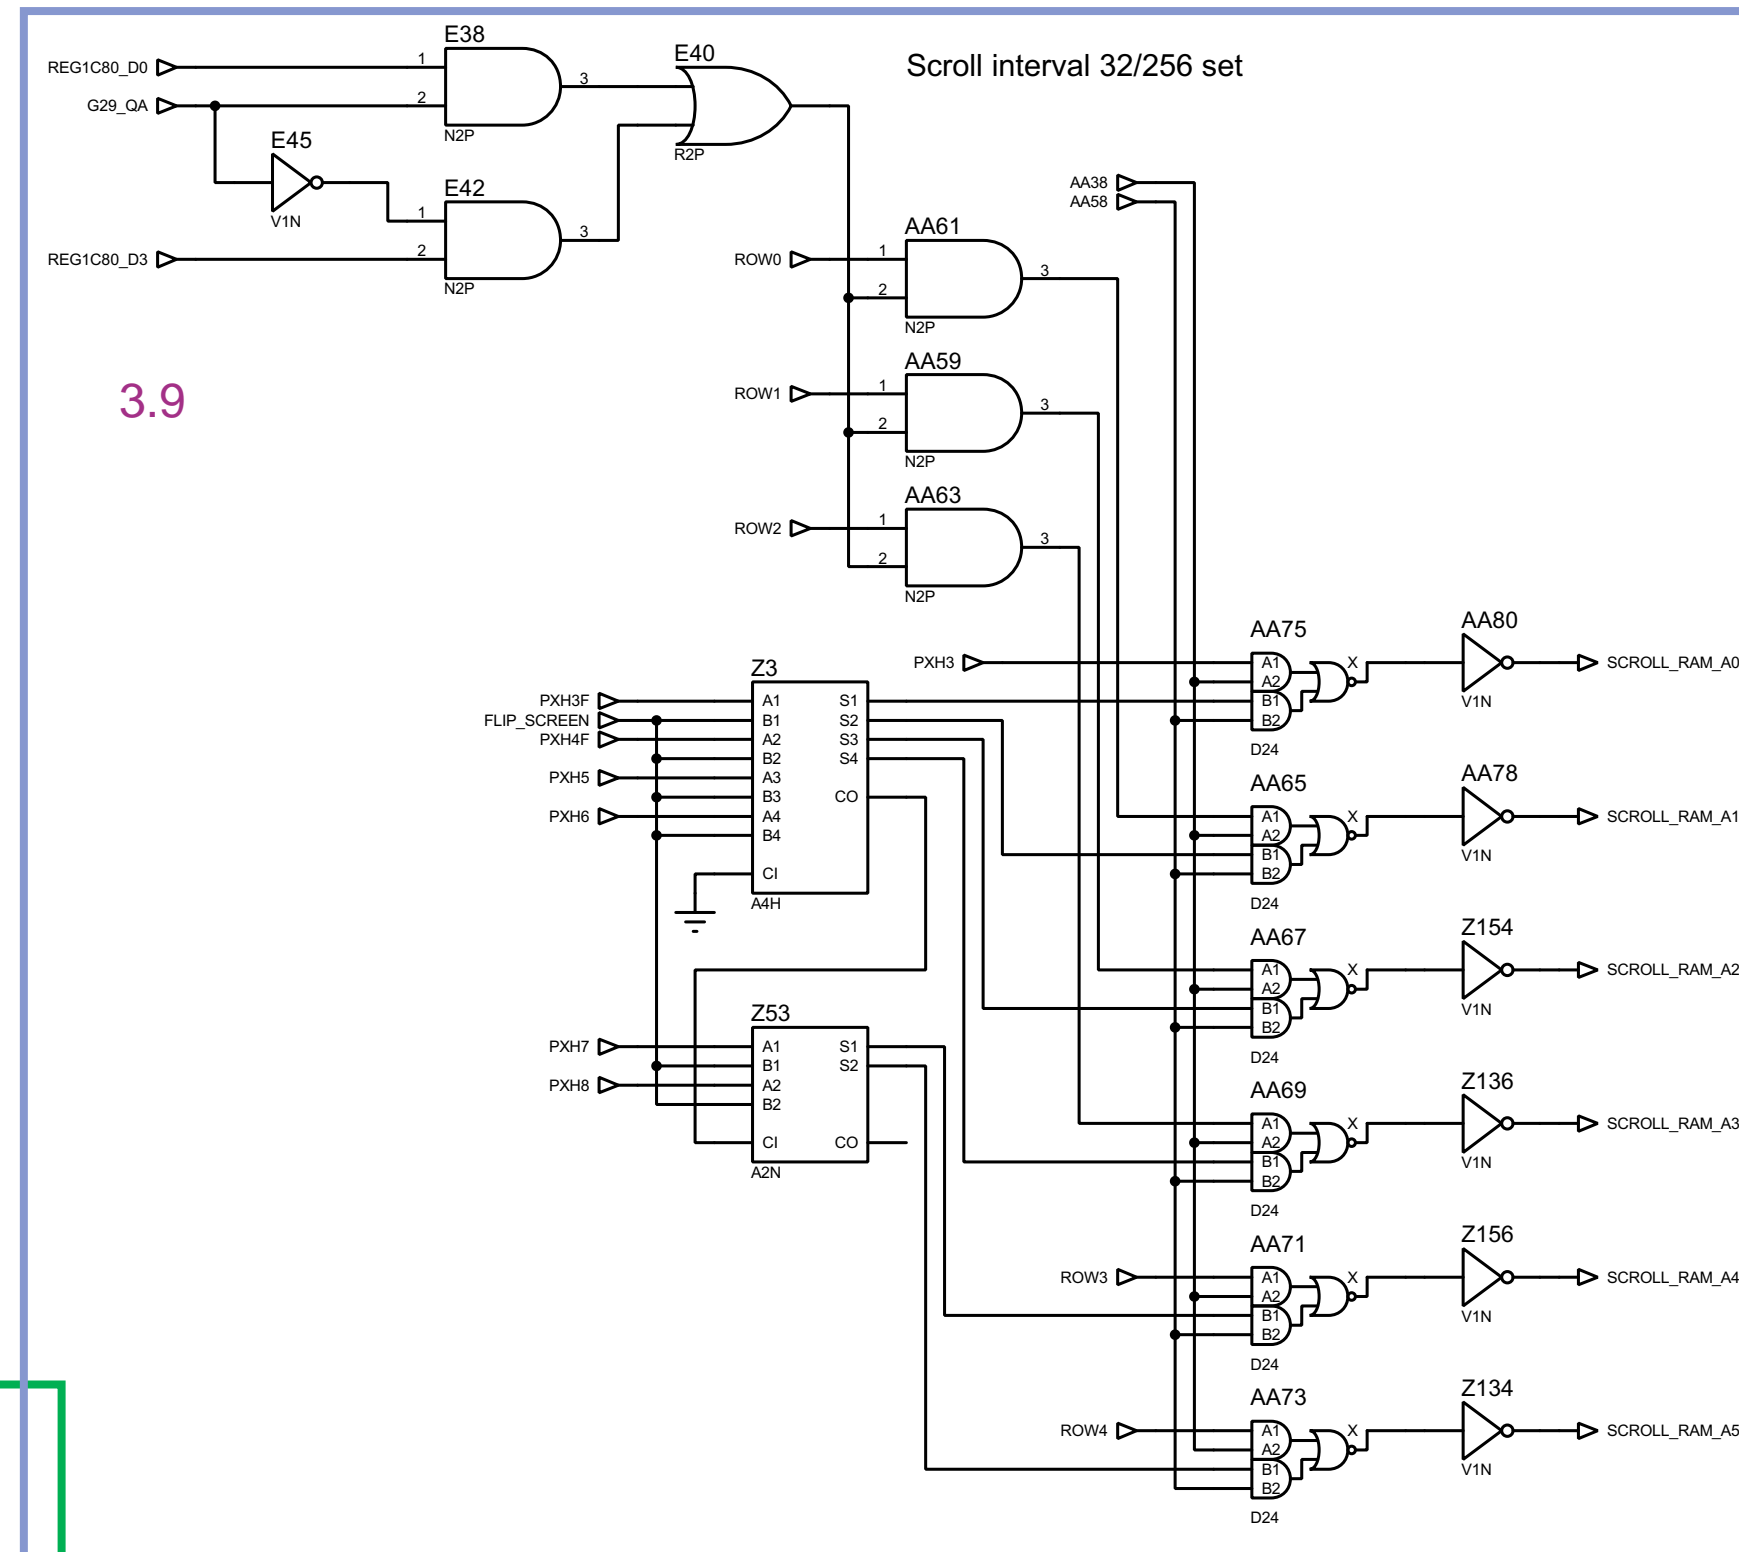 Scroll interval 32/256 set
3.9
E38
REG1C80_D0
1
G29_QA
2
3
N2P
E45
V1N
E42
1
REG1C80_D3
2
3
N2P
E40
R2P
AA38
AA58
AA61
ROW0
1
2
3
N2P
AA59
ROW1
1
2
3
N2P
AA63
ROW2
1
2
3
N2P
Z3
PXH3F A1 S1
FLIP_SCREEN B1 S2
PXH4F A2 S3
B2 S4
PXH5 A3
B3 CO
PXH6 A4
B4
CI
A4H
Z53
PXH7 A1 S1
B1 S2
PXH8 A2
B2
CI CO
A2N
AA75
PXH3 A1 X
A2
B1
B2
D24
AA80
V1N
SCROLL_RAM_A0
AA65
A1 X
A2
B1
B2
D24
AA78
V1N
SCROLL_RAM_A1
AA67
A1 X
A2
B1
B2
D24
Z154
V1N
SCROLL_RAM_A2
AA69
A1 X
A2
B1
B2
D24
Z136
V1N
SCROLL_RAM_A3
AA71
ROW3 A1 X
A2
B1
B2
D24
Z156
V1N
SCROLL_RAM_A4
AA73
ROW4 A1 X
A2
B1
B2
D24
Z134
V1N
SCROLL_RAM_A5